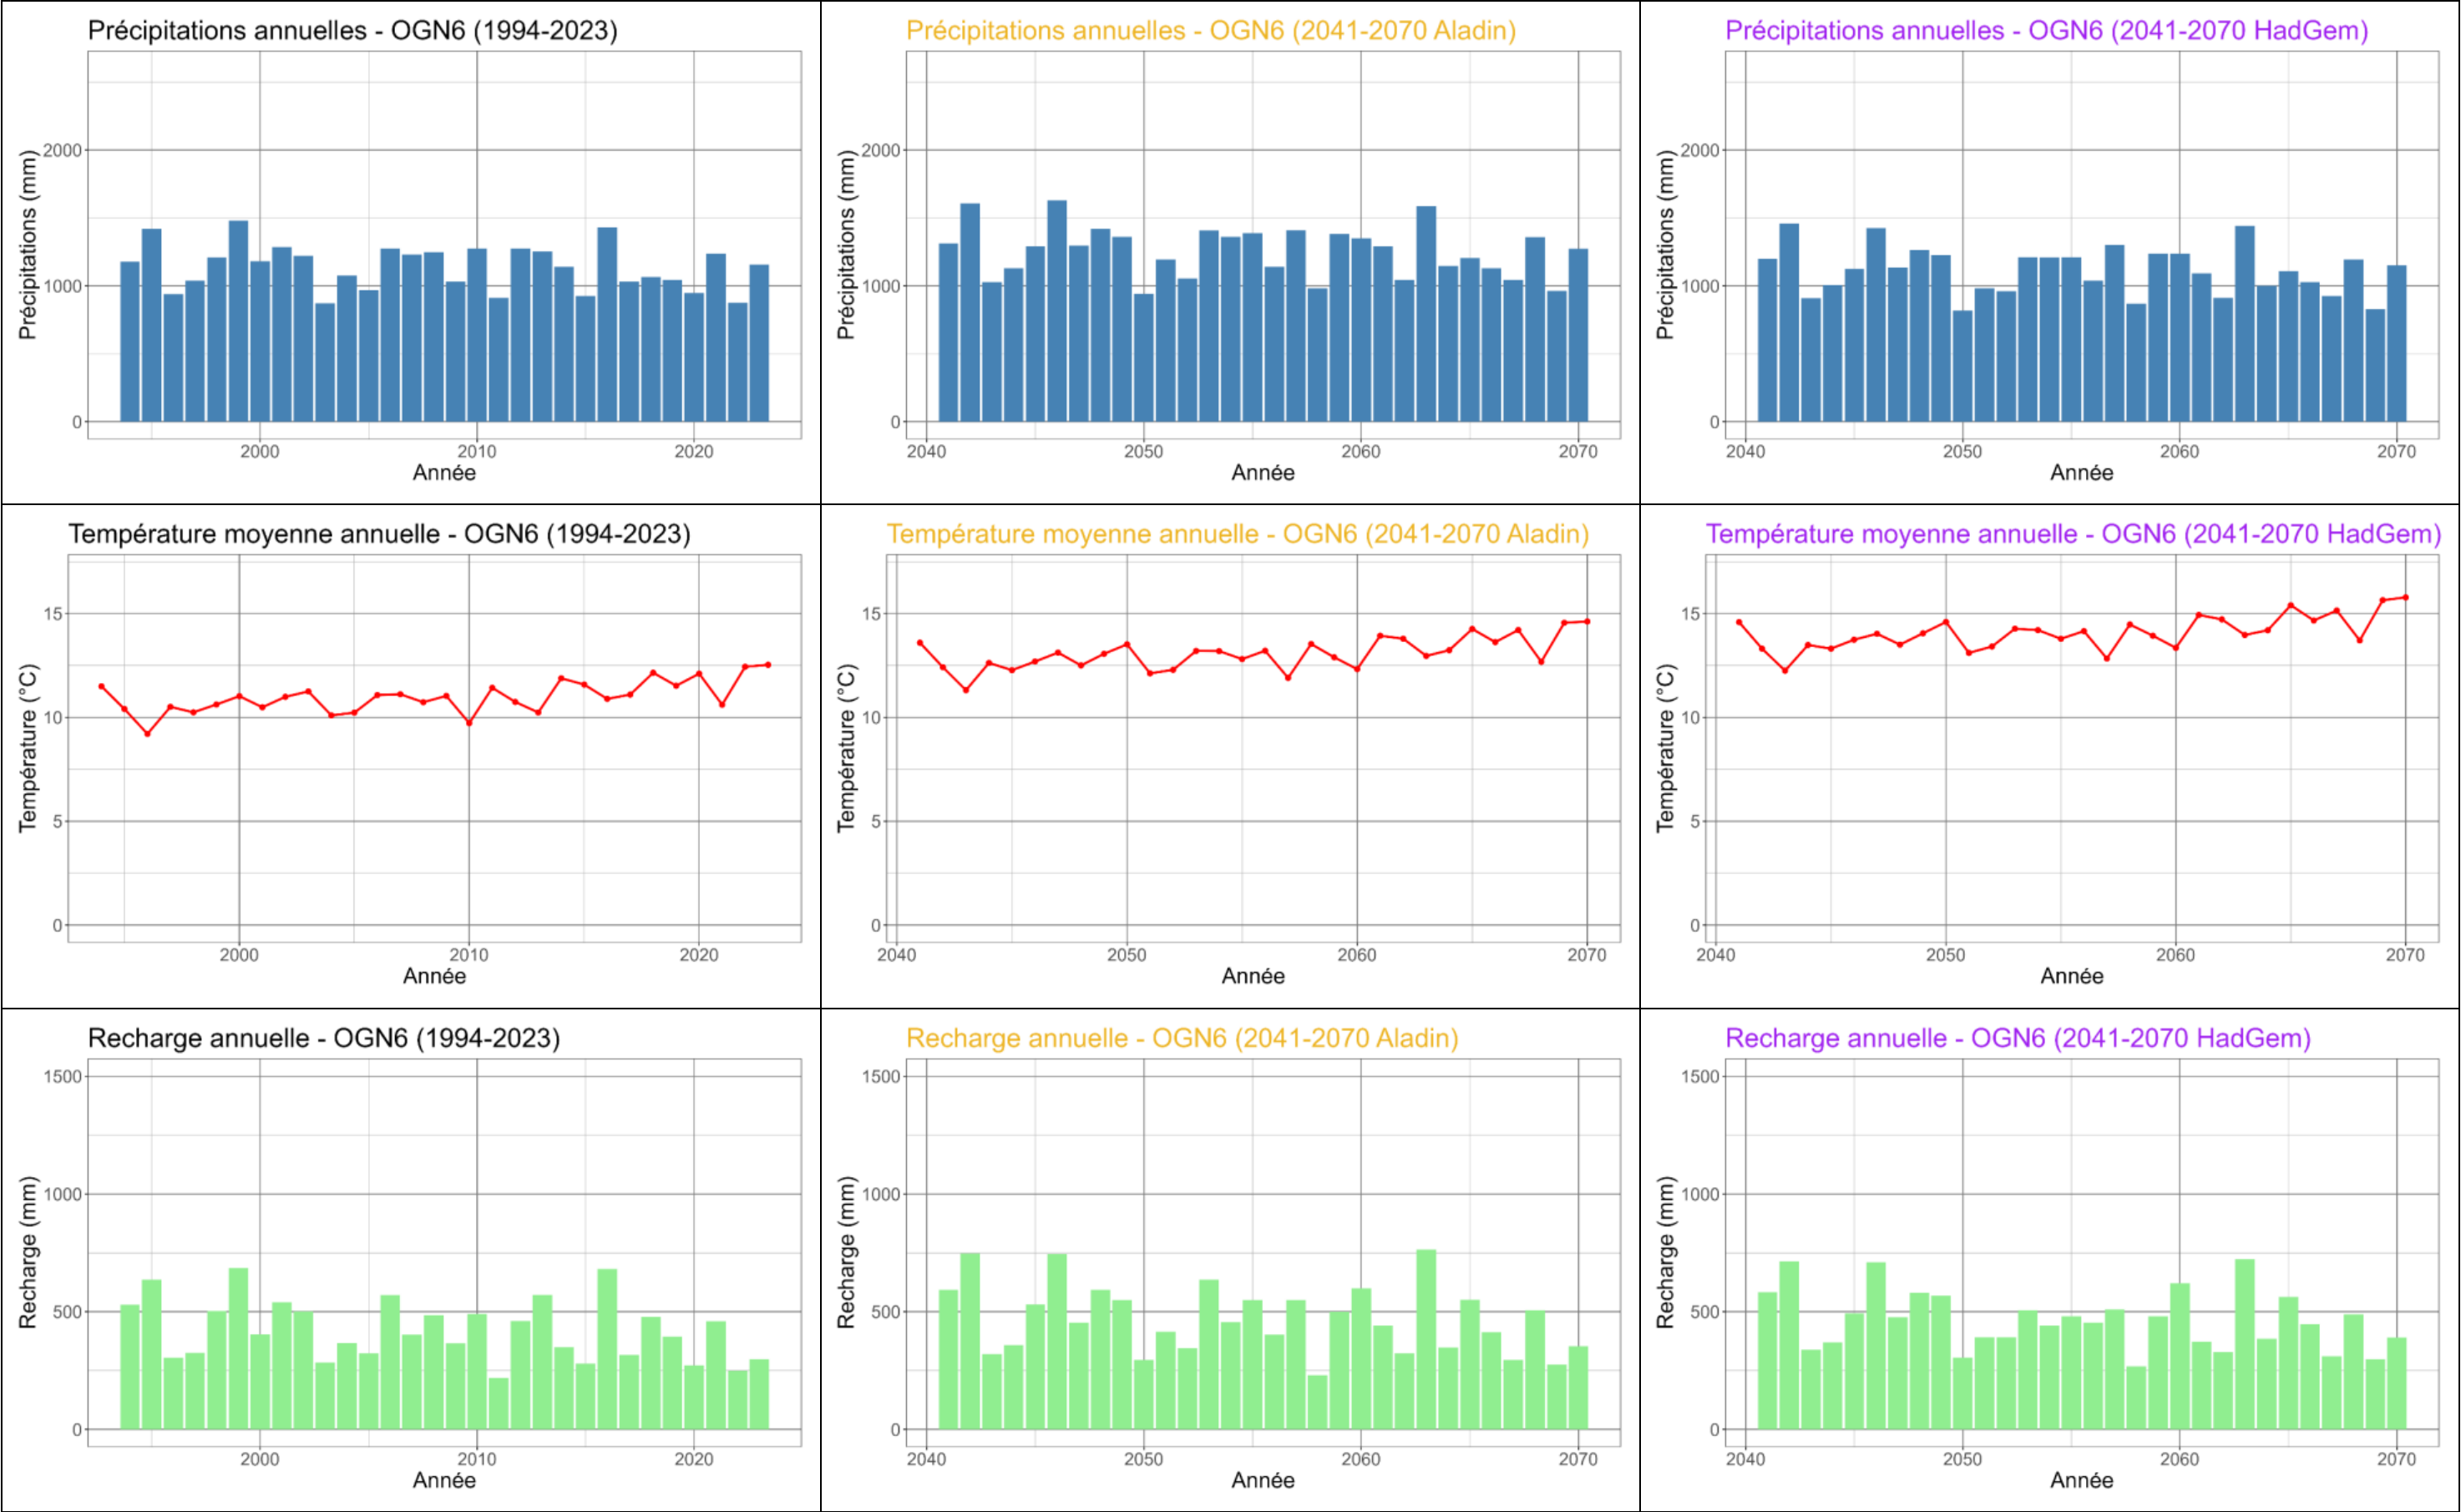 Précipitations annuelles - OGN6 (1994-2023)
Précipitations (mm)
2000
1000
0
2000
2010
2020
Année
Précipitations annuelles - OGN6 (2041-2070 Aladin)
Précipitations (mm)
2000
1000
0
2040
2050
2060
2070
Année
Précipitations annuelles - OGN6 (2041-2070 HadGem)
Précipitations (mm)
2000
1000
0
2040
2050
2060
2070
Année
Température moyenne annuelle - OGN6 (1994-2023)
Température (°C)
15
10
5
0
2000
2010
2020
Année
Température moyenne annuelle - OGN6 (2041-2070 Aladin)
Température (°C)
15
10
5
0
2040
2050
2060
2070
Année
Température moyenne annuelle - OGN6 (2041-2070 HadGem)
Température (°C)
15
10
5
0
2040
2050
2060
2070
Année
Recharge annuelle - OGN6 (1994-2023)
Recharge (mm)
1500
1000
500
0
2000
2010
2020
Année
Recharge annuelle - OGN6 (2041-2070 Aladin)
Recharge (mm)
1500
1000
500
0
2040
2050
2060
2070
Année
Recharge annuelle - OGN6 (2041-2070 HadGem)
Recharge (mm)
1500
1000
500
0
2040
2050
2060
2070
Année